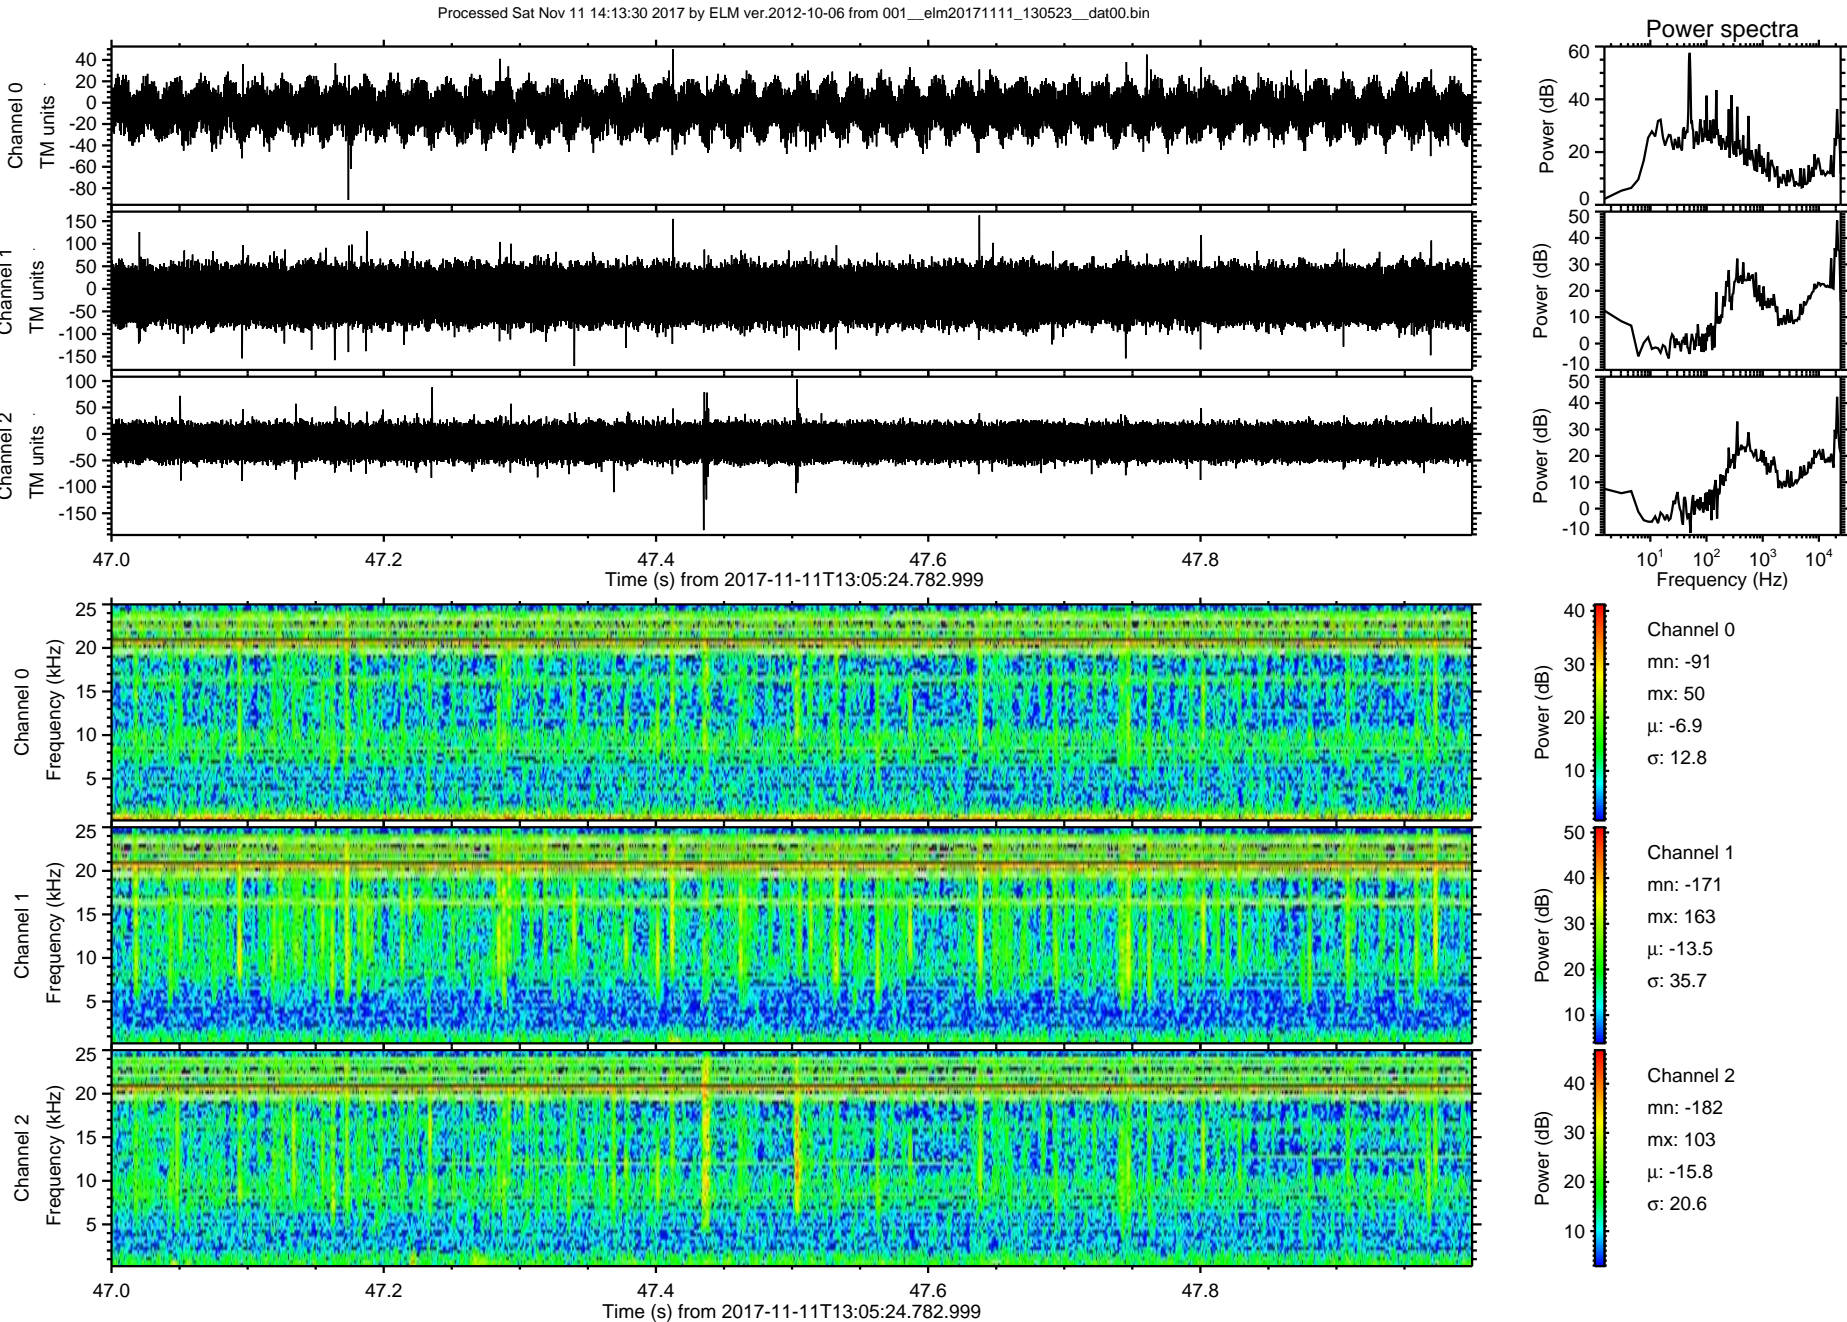 Processed Sat Nov 11 14:13:30 2017 by ELM ver.2012-10-06 from 001__elm20171111_130523__dat00.bin
Power spectra
Channel 0
TM units
40
20
0
-20
-40
-60
-80
Power (dB)
60
40
20
0
Channel 1
TM units
150
100
50
0
-50
-100
-150
Power (dB)
50
40
30
20
10
0
-10
Channel 2
TM units
100
50
0
-50
-100
-150
Power (dB)
50
40
30
20
10
0
-10
47.0 47.2 47.4 47.6 47.8
Time (s) from 2017-11-11T13:05:24.782.999
10¹ 10² 10³ 10⁴
Frequency (Hz)
Channel 0
Frequency (kHz)
25
20
15
10
5
Power (dB)
40
30
20
10
Channel 0
mn: -91
mx: 50
μ: -6.9
σ: 12.8
Channel 1
Frequency (kHz)
25
20
15
10
5
Power (dB)
50
40
30
20
10
Channel 1
mn: -171
mx: 163
μ: -13.5
σ: 35.7
Channel 2
Frequency (kHz)
25
20
15
10
5
Power (dB)
40
30
20
10
Channel 2
mn: -182
mx: 103
μ: -15.8
σ: 20.6
47.0 47.2 47.4 47.6 47.8
Time (s) from 2017-11-11T13:05:24.782.999